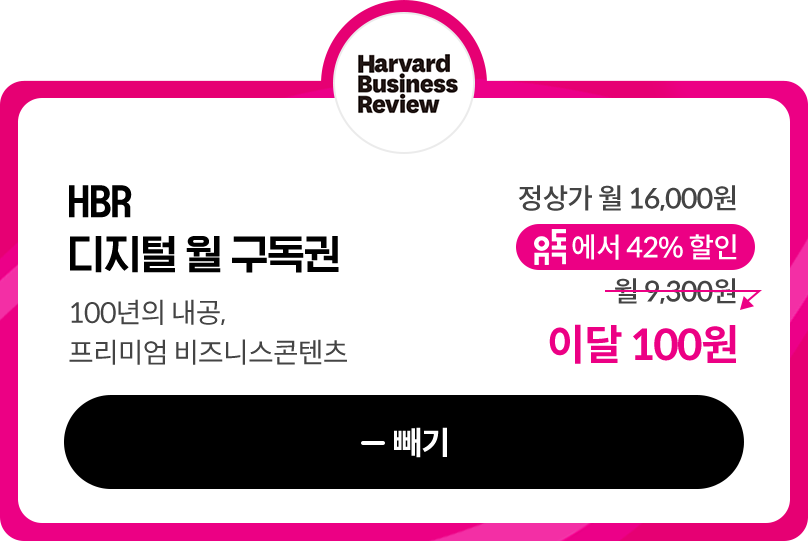 Harvard
Business
Review
HBR
디지털 월 구독권
100년의 내공,
프리미엄 비즈니스콘텐츠
정상가 월 16,000원
유독에서 42% 할인
월 9,300원
이달 100원
— 빼기